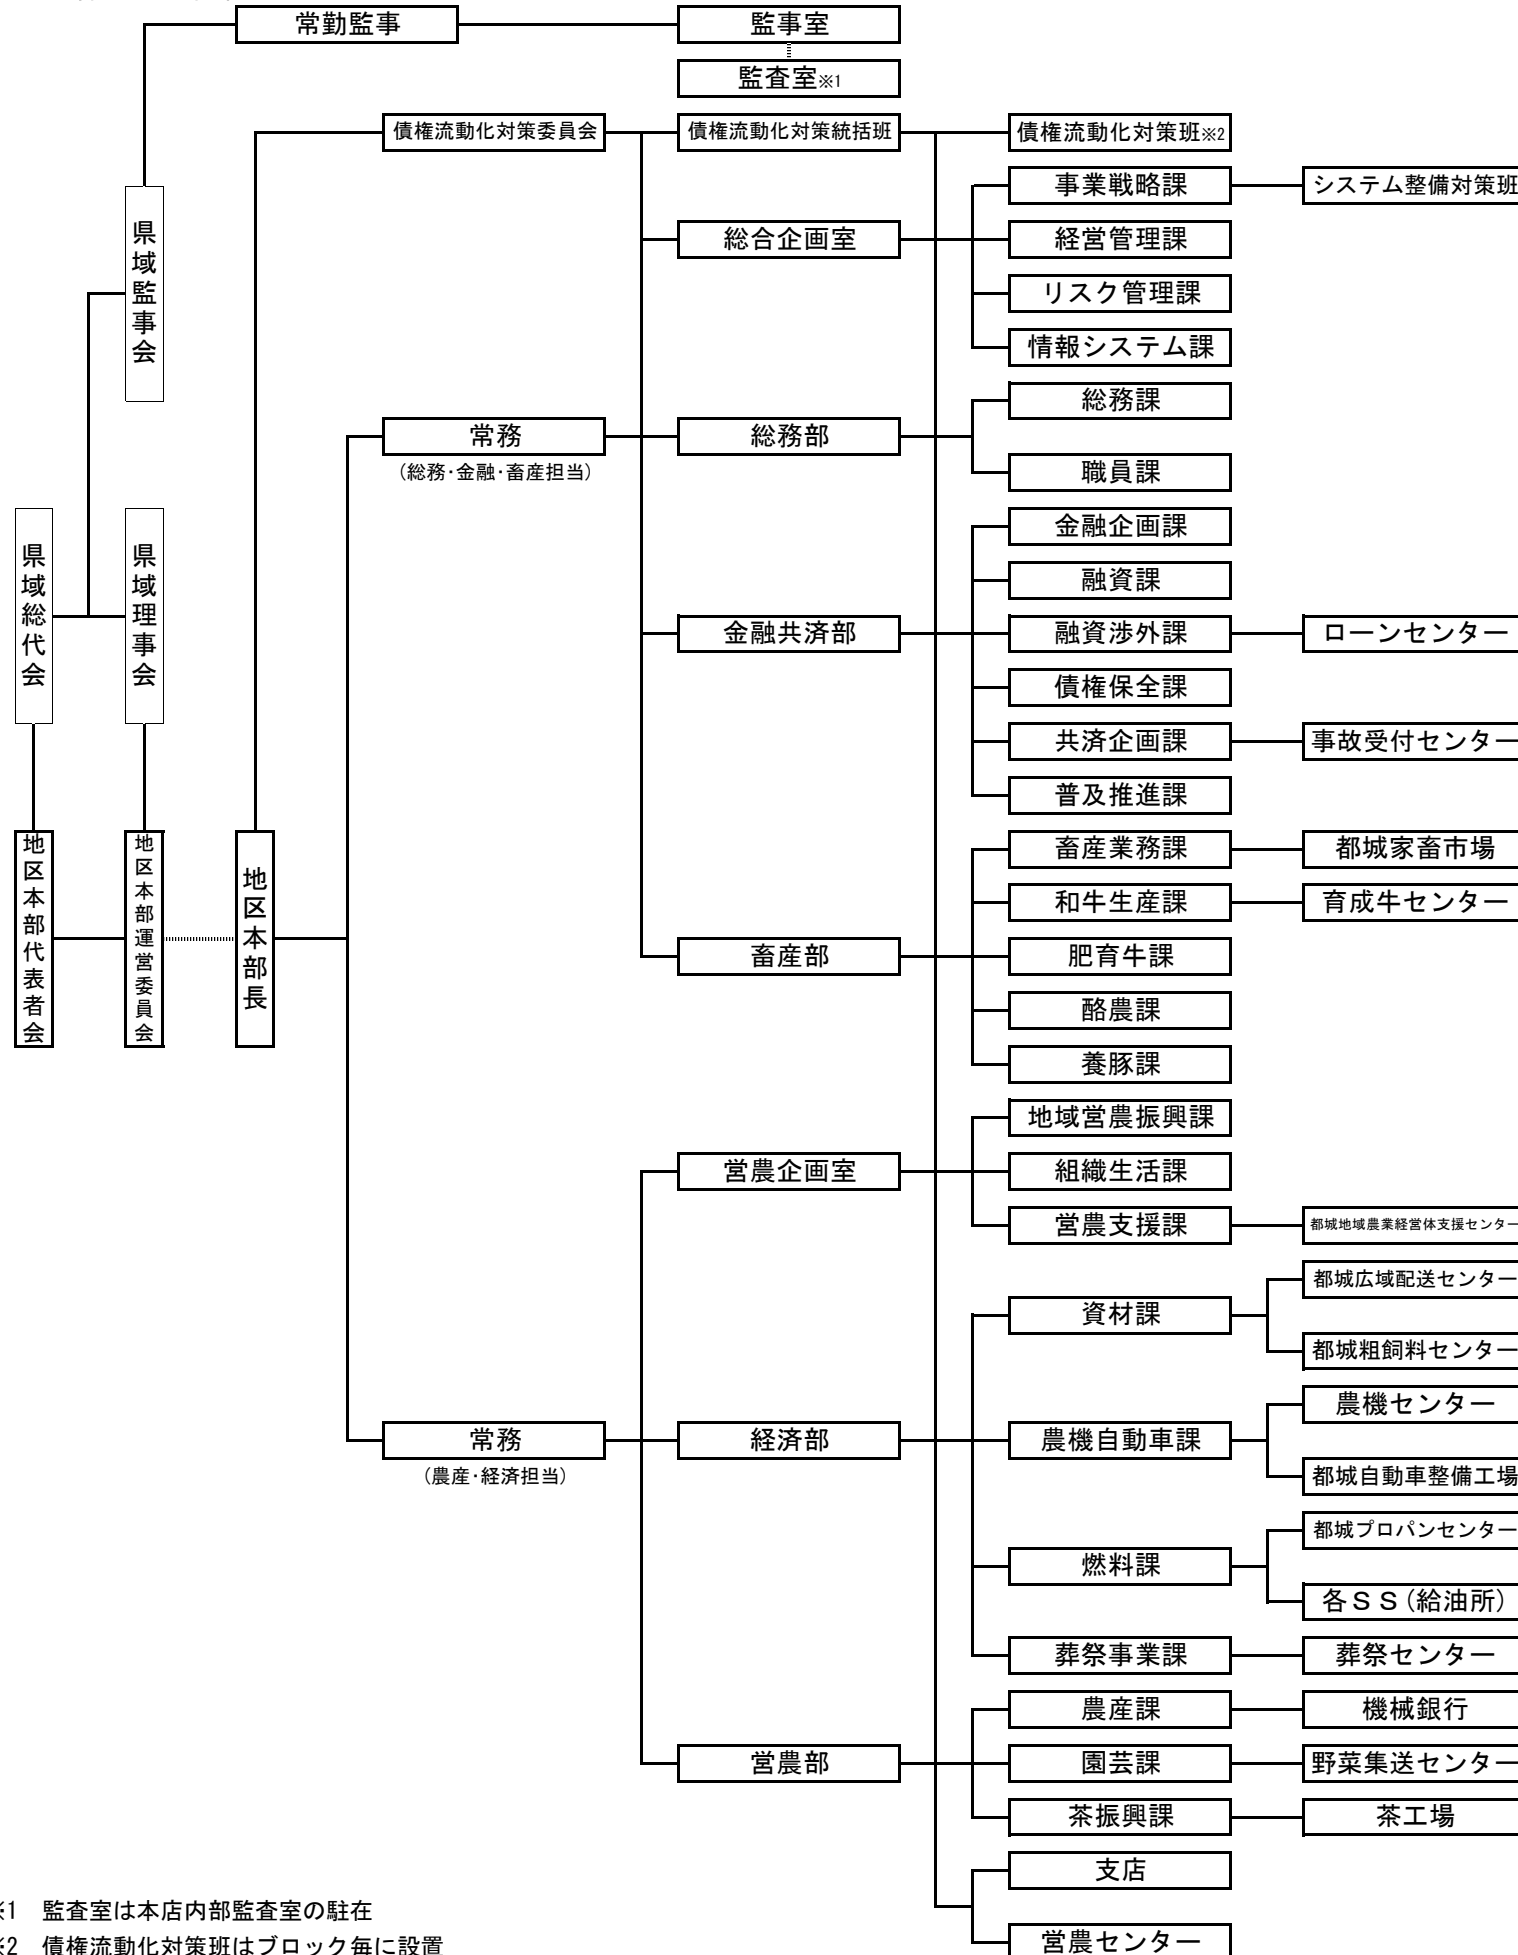 常勤監事
監事室
監査室※1
債権流動化対策委員会
債権流動化対策統括班
債権流動化対策班※2
事業戦略課
システム整備対策班
総合企画室
経営管理課
リスク管理課
情報システム課
県域監事会
総務課
常務
(総務・金融・畜産担当)
総務部
職員課
県域総代会
県域理事会
金融企画課
融資課
金融共済部
融資渉外課
ローンセンター
債権保全課
共済企画課
事故受付センター
普及推進課
地区本部代表者会
地区本部運営委員会
地区本部長
畜産業務課
都城家畜市場
和牛生産課
育成牛センター
畜産部
肥育牛課
酪農課
養豚課
地域営農振興課
営農企画室
組織生活課
営農支援課
都城地域農業経営体支援センター
都城広域配送センター
資材課
都城粗飼料センター
農機センター
常務
(農産・経済担当)
経済部
農機自動車課
都城自動車整備工場
都城プロパンセンター
燃料課
各SS(給油所)
葬祭事業課
葬祭センター
農産課
機械銀行
営農部
園芸課
野菜集送センター
茶振興課
茶工場
支店
営農センター
※1 監査室は本店内部監査室の駐在
※2 債権流動化対策班はブロック毎に設置